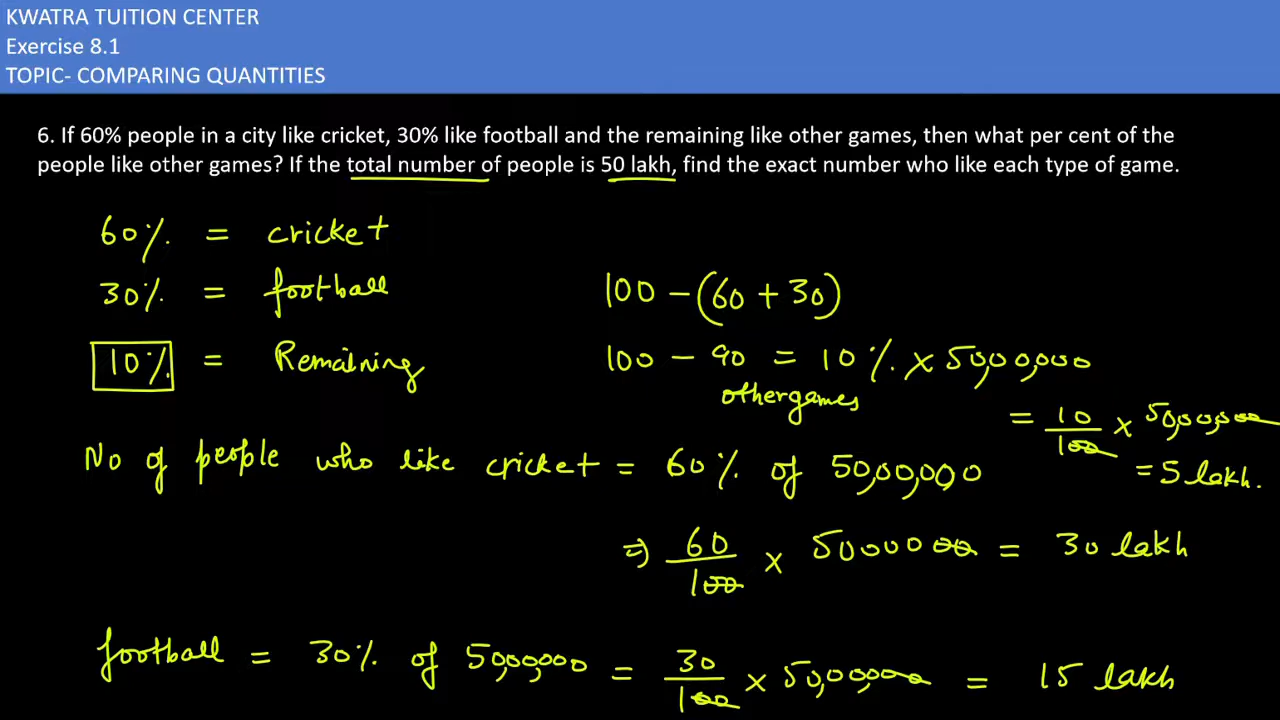 KWATRA TUITION CENTER
Exercise 8.1
TOPIC- COMPARING QUANTITIES
6. If 60% people in a city like cricket, 30% like football and the remaining like other games, then what per cent of the
people like other games? If the total number of people is 50 lakh, find the exact number who like each type of game.
60% = cricket
30% = football
100 - (60 + 30)
10% = Remaining
100 - 90 = 10% × 50,00,000
othergames
= 10/100 × 50,00,000
= 5 lakh.
No of people who like cricket = 60% of 50,00,000
⇒ 60/100 × 5000000 = 30 lakh
football = 30% of 50,00,000 = 30/100 × 50,00,000 = 15 lakh